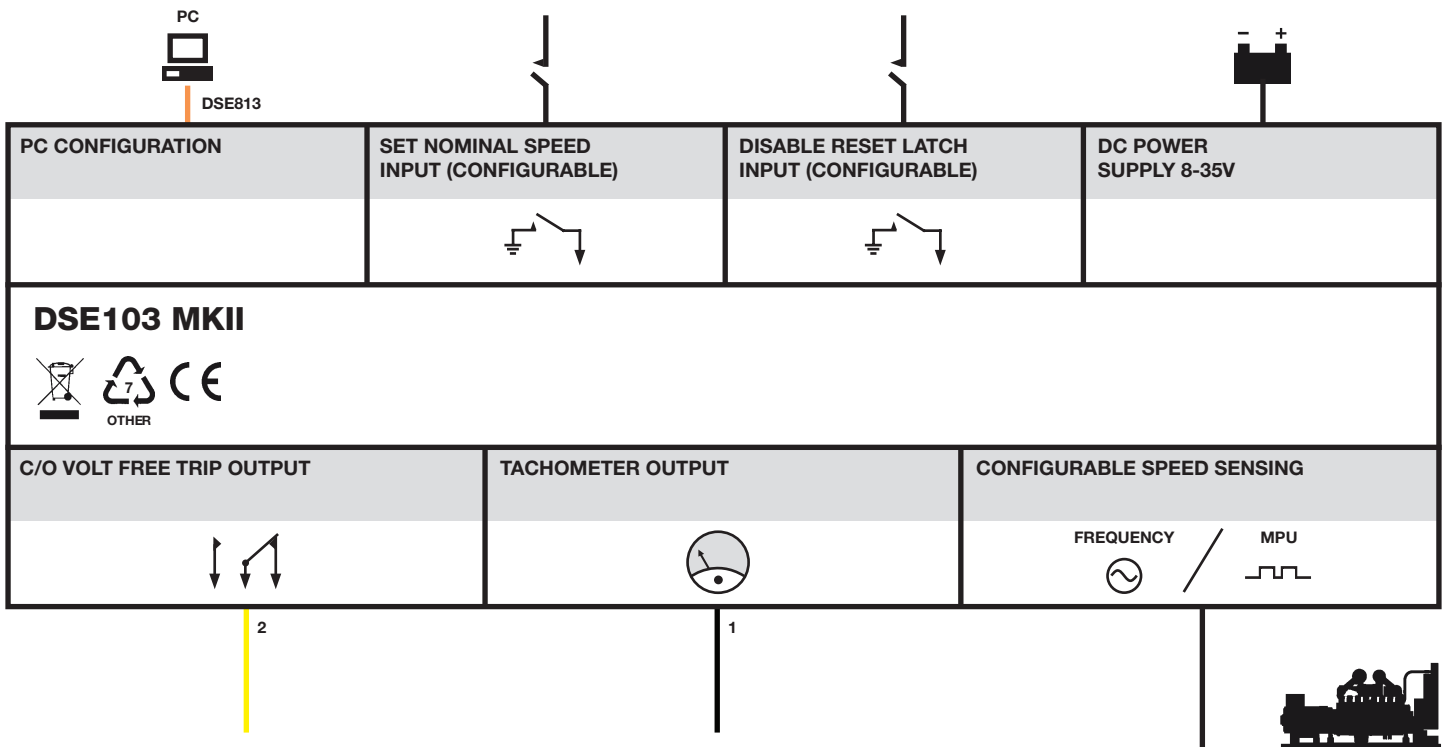 PC
- +
DSE813
PC CONFIGURATION
SET NOMINAL SPEED
INPUT (CONFIGURABLE)
DISABLE RESET LATCH
INPUT (CONFIGURABLE)
DC POWER
SUPPLY 8-35V
DSE103 MKII
7
OTHER
CE
C/O VOLT FREE TRIP OUTPUT
TACHOMETER OUTPUT
CONFIGURABLE SPEED SENSING
FREQUENCY
MPU
2
1